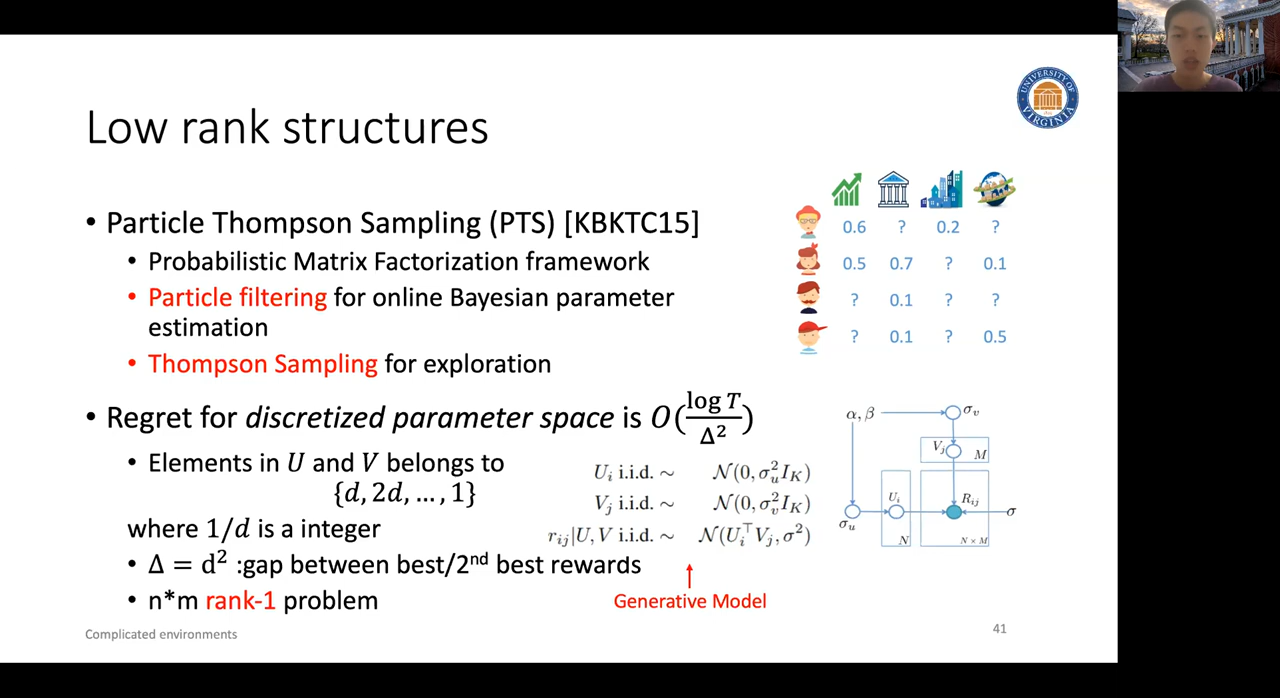 UNIVERSITY OF VIRGINIA
Low rank structures
• Particle Thompson Sampling (PTS) [KBKTC15]
• Probabilistic Matrix Factorization framework
• Particle filtering for online Bayesian parameter
estimation
• Thompson Sampling for exploration
0.6 ? 0.2 ?
0.5 0.7 ? 0.1
? 0.1 ? ?
? 0.1 ? 0.5
• Regret for discretized parameter space is O(log T / Δ²)
• Elements in U and V belongs to
{d, 2d, …, 1}
where 1/d is a integer
• Δ = d² :gap between best/2nd best rewards
• n*m rank-1 problem
U_i i.i.d. ~ N(0, σ_u² I_K)
V_j i.i.d. ~ N(0, σ_v² I_K)
r_ij|U, V i.i.d. ~ N(U_i^⊤ V_j, σ²)
Generative Model
α, β
σ_v
V_j
M
U_i
R_ij
σ
σ_u
N
N×M
Complicated environments
41